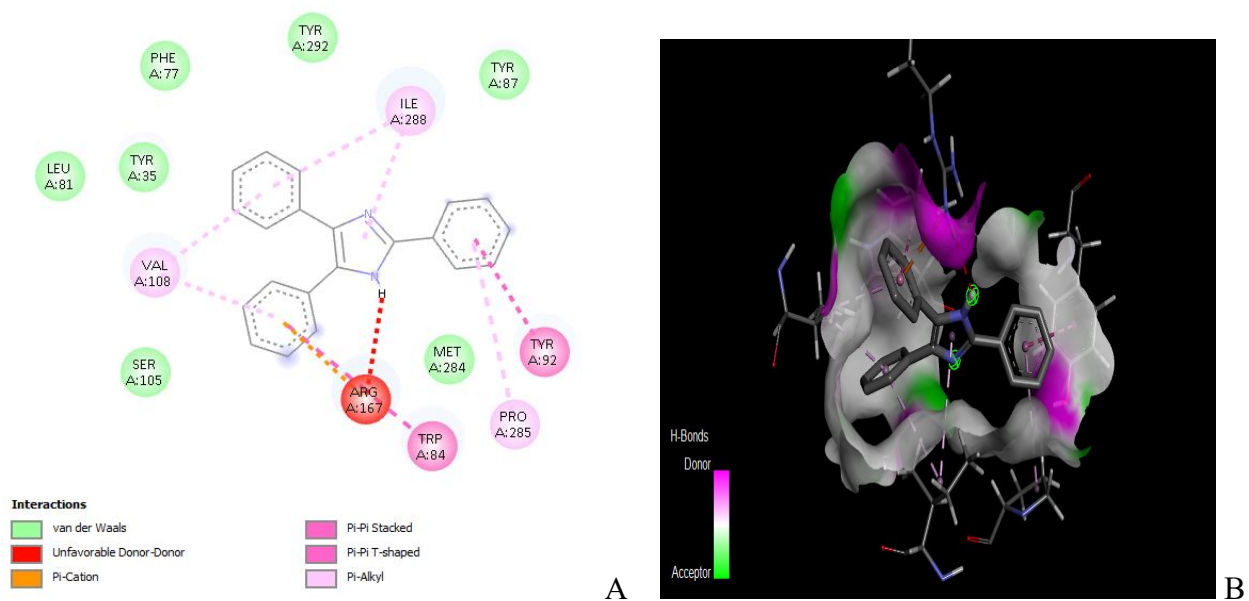 TYR
A:292
PHE
A:77
TYR
A:87
ILE
A:288
LEU
A:81
TYR
A:35
N
VAL
A:108
N
H
SER
A:105
MET
A:284
TYR
A:92
ARG
A:167
PRO
A:285
TRP
A:84
Interactions
van der Waals
Unfavorable Donor-Donor
Pi-Cation
Pi-Pi Stacked
Pi-Pi T-shaped
Pi-Alkyl
A
H-Bonds
Donor
Acceptor
B